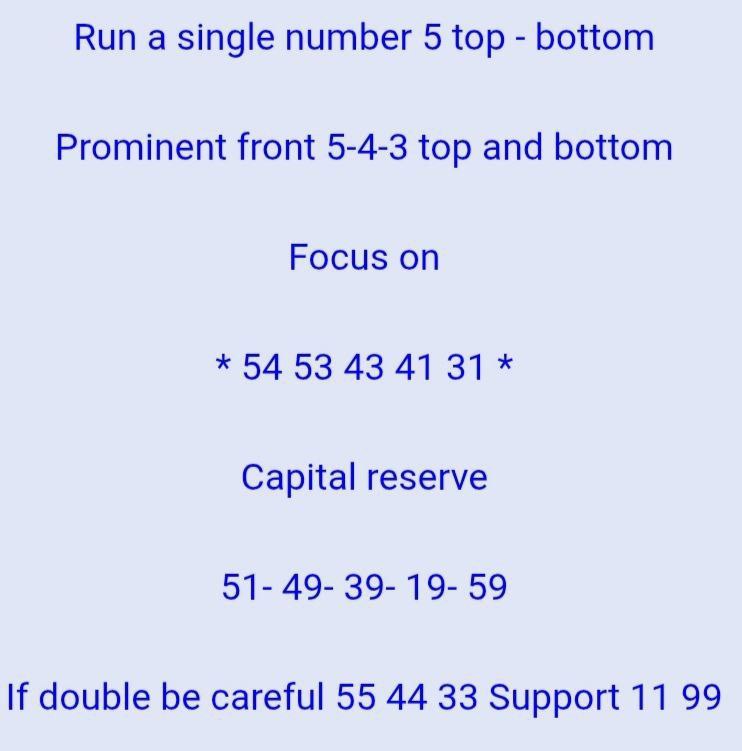 Run a single number 5 top - bottom
Prominent front 5-4-3 top and bottom
Focus on
* 54 53 43 41 31 *
Capital reserve
51- 49- 39- 19- 59
If double be careful 55 44 33 Support 11 99